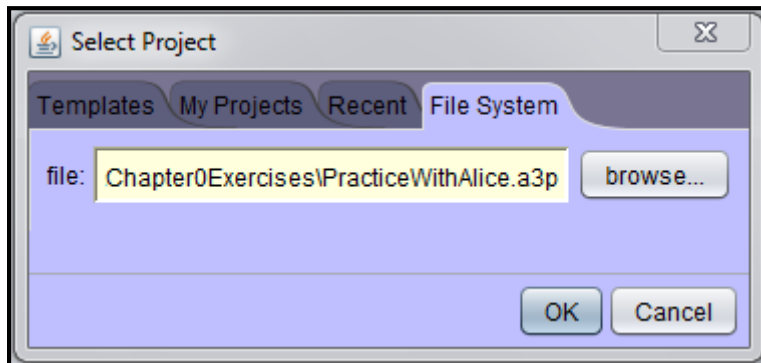 Select Project
Templates My Projects Recent File System
file: Chapter0Exercises\PracticeWithAlice.a3p browse...
OK Cancel